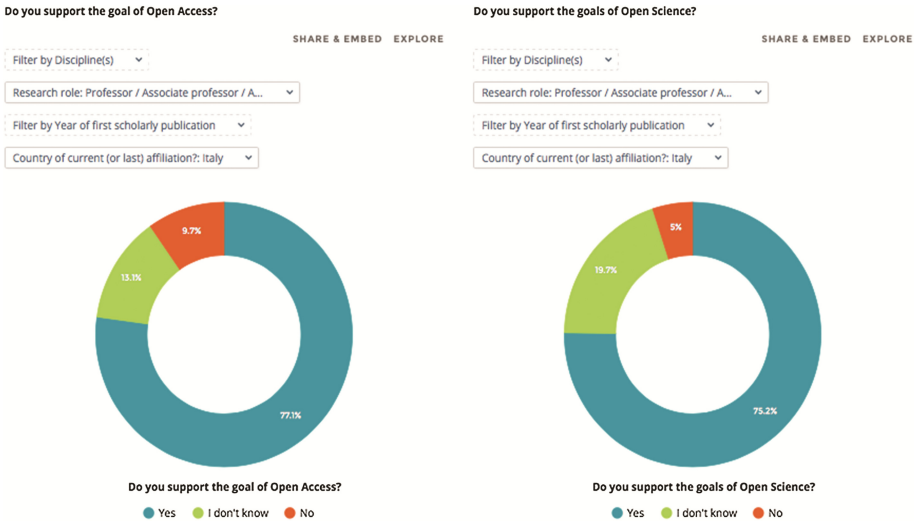 Do you support the goal of Open Access?
SHARE & EMBED EXPLORE
Filter by Discipline(s)
Research role: Professor / Associate professor / A...
Filter by Year of first scholarly publication
Country of current (or last) affiliation?: Italy
9.7%
13.1%
77.1%
Do you support the goal of Open Access?
Yes I don't know No
Do you support the goals of Open Science?
SHARE & EMBED EXPLORE
Filter by Discipline(s)
Research role: Professor / Associate professor / A...
Filter by Year of first scholarly publication
Country of current (or last) affiliation?: Italy
5%
19.7%
75.2%
Do you support the goals of Open Science?
Yes I don't know No